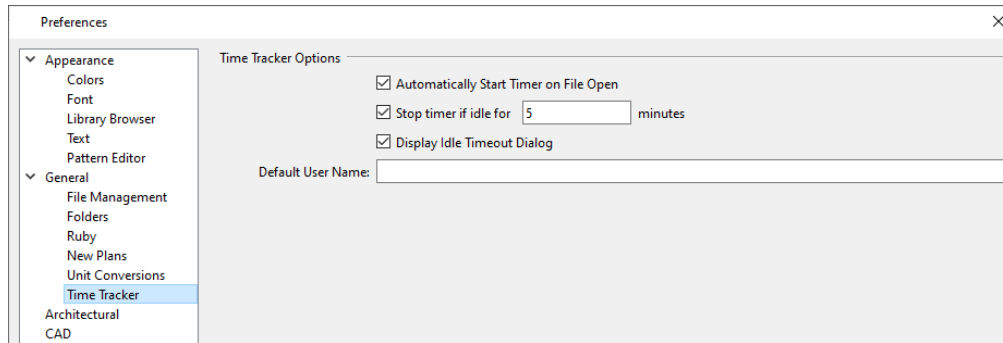 Preferences
Appearance
Colors
Font
Library Browser
Text
Pattern Editor
General
File Management
Folders
Ruby
New Plans
Unit Conversions
Time Tracker
Architectural
CAD
Time Tracker Options
Automatically Start Timer on File Open
Stop timer if idle for 5 minutes
Display Idle Timeout Dialog
Default User Name: